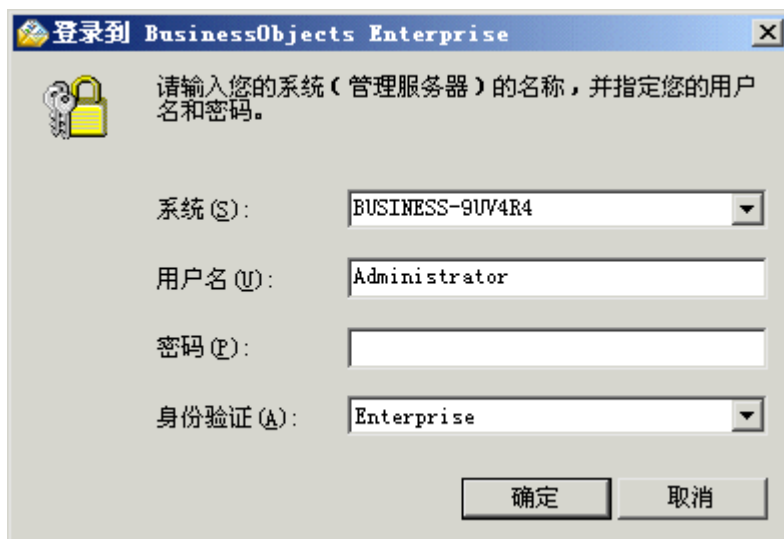 登录到 BusinessObjects Enterprise
请输入您的系统(管理服务器)的名称,并指定您的用户
名和密码。
系统(S): BUSINESS-9UV4R4
用户名(U): Administrator
密码(P):
身份验证(A): Enterprise
确定 取消